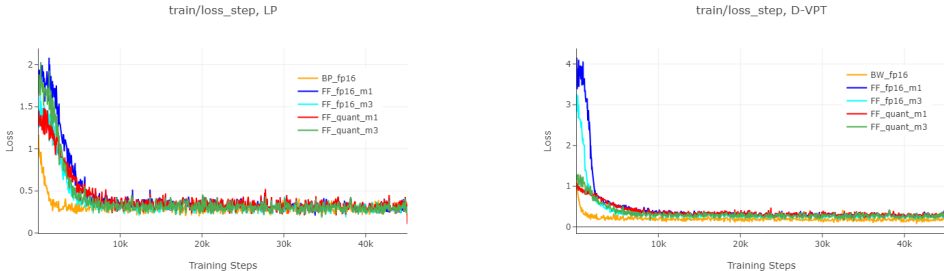 train/loss_step, LP
2
1.5
1
0.5
0
Loss
10k
20k
30k
40k
Training Steps
BP_fp16
FF_fp16_m1
FF_fp16_m3
FF_quant_m1
FF_quant_m3
train/loss_step, D-VPT
4
3
2
1
0
Loss
10k
20k
30k
40k
Training Steps
BW_fp16
FF_fp16_m1
FF_fp16_m3
FF_quant_m1
FF_quant_m3